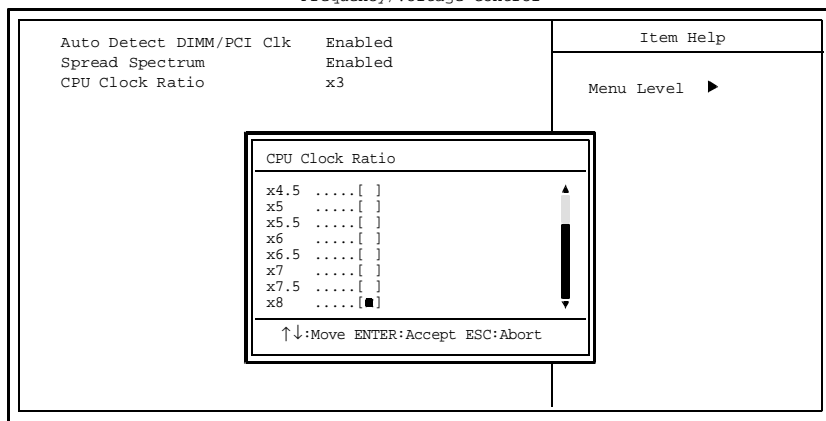 Auto Detect DIMM/PCI Clk Enabled
Spread Spectrum Enabled
CPU Clock Ratio x3
Item Help
Menu Level ▶
CPU Clock Ratio
x4.5 .....[ ]
x5 .....[ ]
x5.5 .....[ ]
x6 .....[ ]
x6.5 .....[ ]
x7 .....[ ]
x7.5 .....[ ]
x8 .....[■]
↑↓:Move ENTER:Accept ESC:Abort